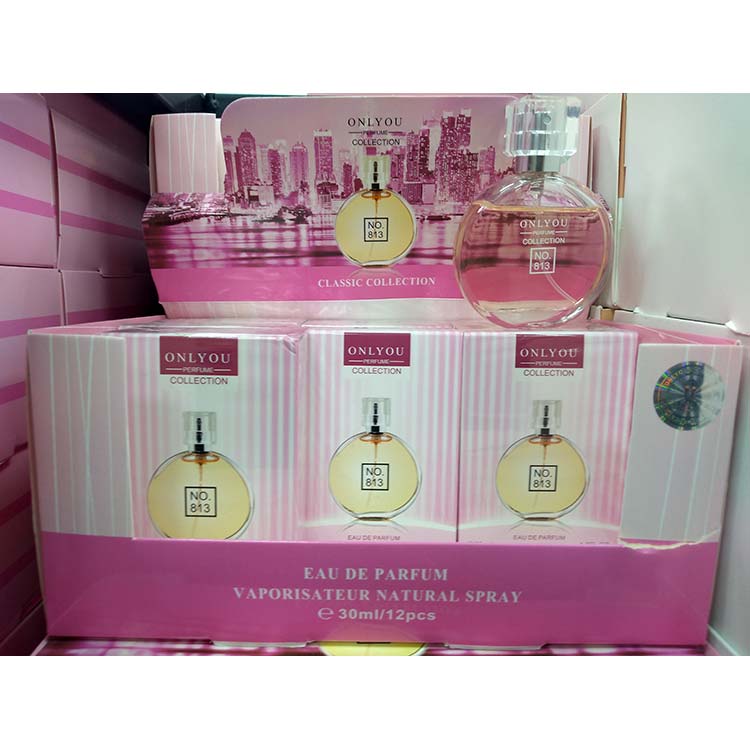 ONLYOU
PERFUME
COLLECTION
NO.
813
CLASSIC COLLECTION
ONLYOU
PERFUME
COLLECTION
NO.
813
ONLYOU
PERFUME
COLLECTION
NO.
813
ONLYOU
PERFUME
COLLECTION
NO.
813
EAU DE PARFUM
ONLYOU
PERFUME
COLLECTION
NO.
813
EAU DE PARFUM
EAU DE PARFUM
VAPORISATEUR NATURAL SPRAY
℮ 30ml/12pcs